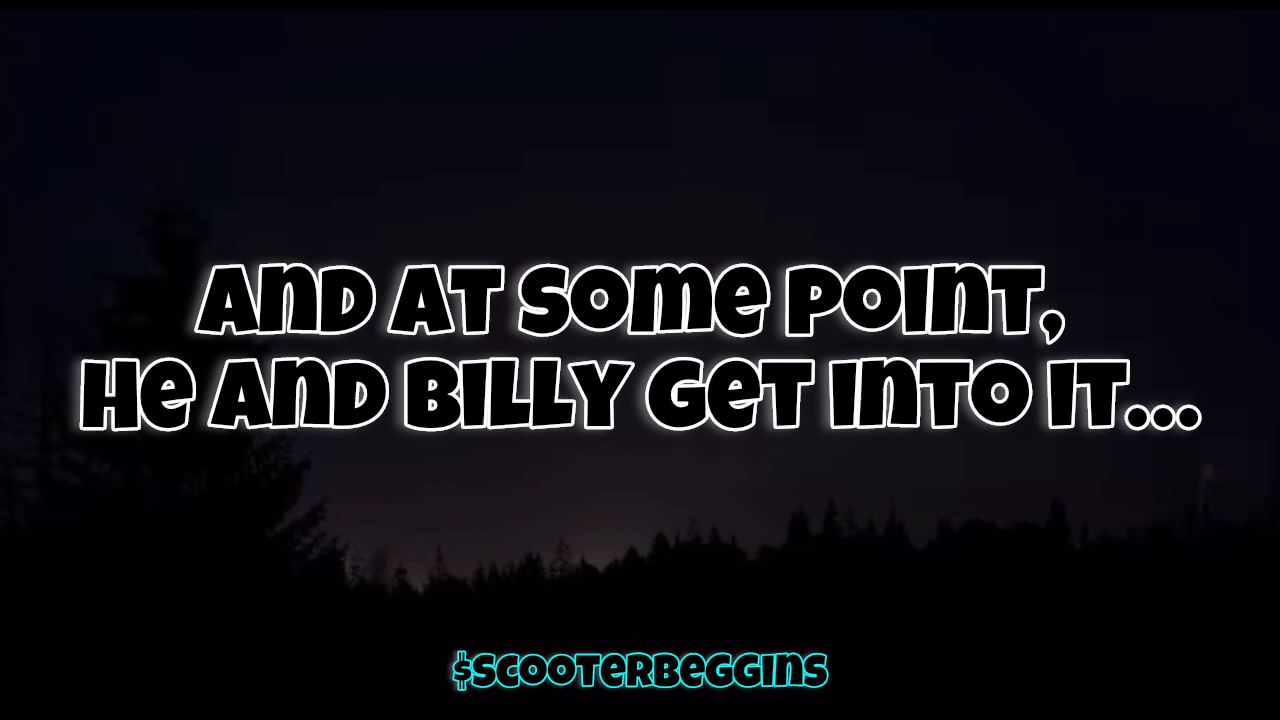 And at some point,
he and Billy get into it...
$scooterbeggins